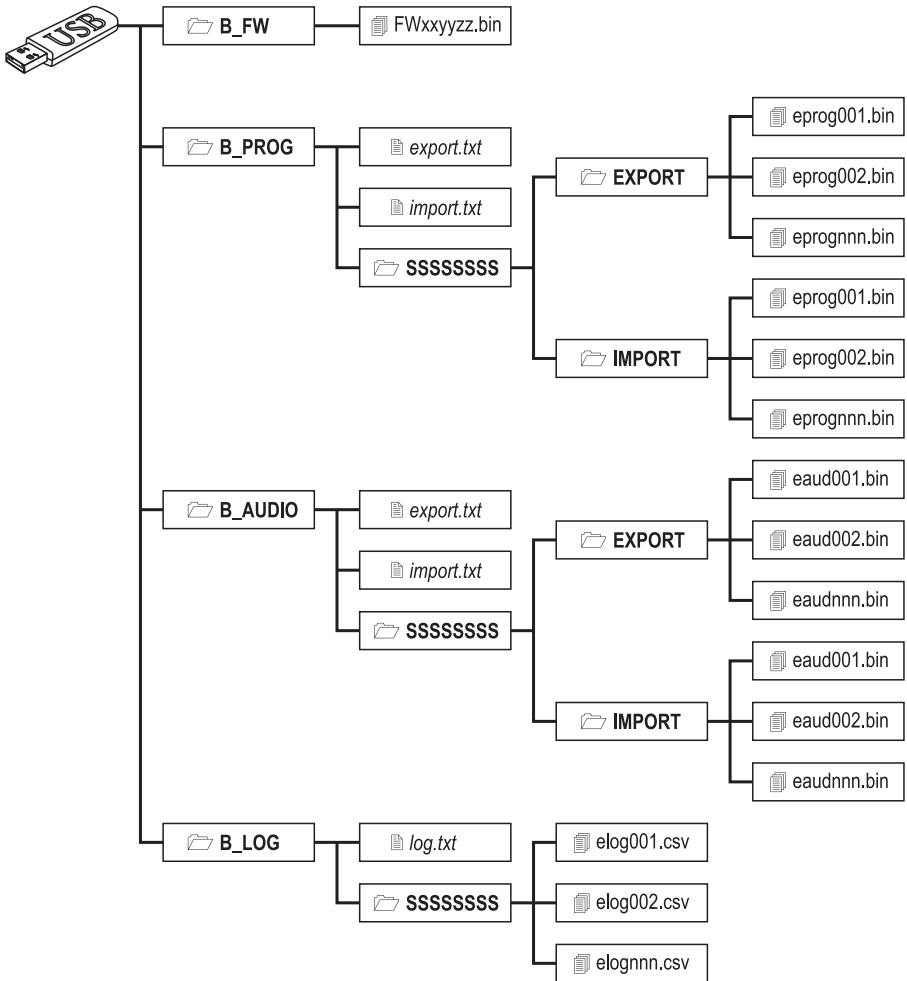 USB
B_FW
FWxxyyzz.bin
B_PROG
export.txt
import.txt
SSSSSSSS
EXPORT
eprog001.bin
eprog002.bin
eprognnn.bin
IMPORT
eprog001.bin
eprog002.bin
eprognnn.bin
B_AUDIO
export.txt
import.txt
SSSSSSSS
EXPORT
eaud001.bin
eaud002.bin
eaudnnn.bin
IMPORT
eaud001.bin
eaud002.bin
eaudnnn.bin
B_LOG
log.txt
SSSSSSSS
elog001.csv
elog002.csv
elognnn.csv